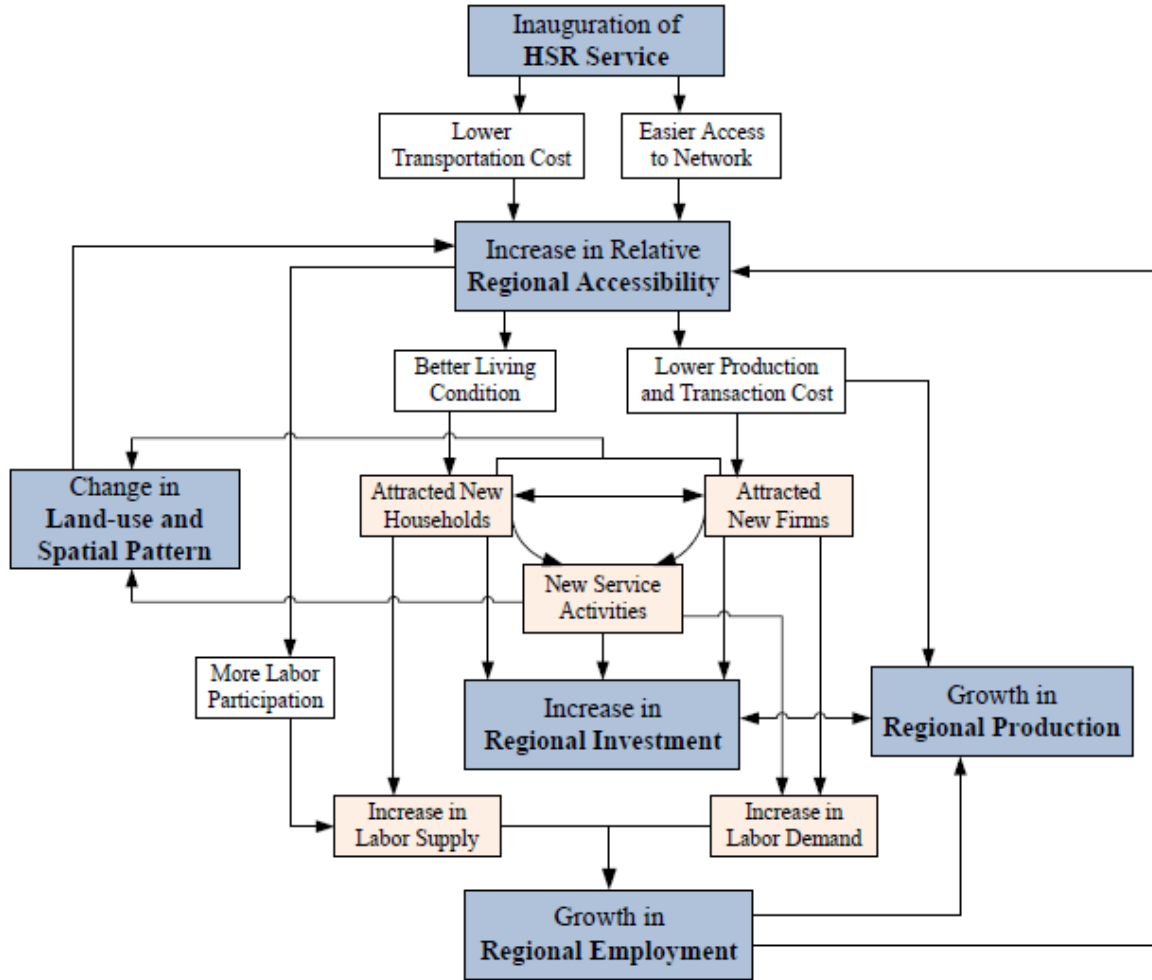 Inauguration of
HSR Service
Lower
Transportation Cost
Easier Access
to Network
Increase in Relative
Regional Accessibility
Better Living
Condition
Lower Production
and Transaction Cost
Change in
Land-use and
Spatial Pattern
Attracted New
Households
Attracted
New Firms
New Service
Activities
More Labor
Participation
Increase in
Regional Investment
Growth in
Regional Production
Increase in
Labor Supply
Increase in
Labor Demand
Growth in
Regional Employment